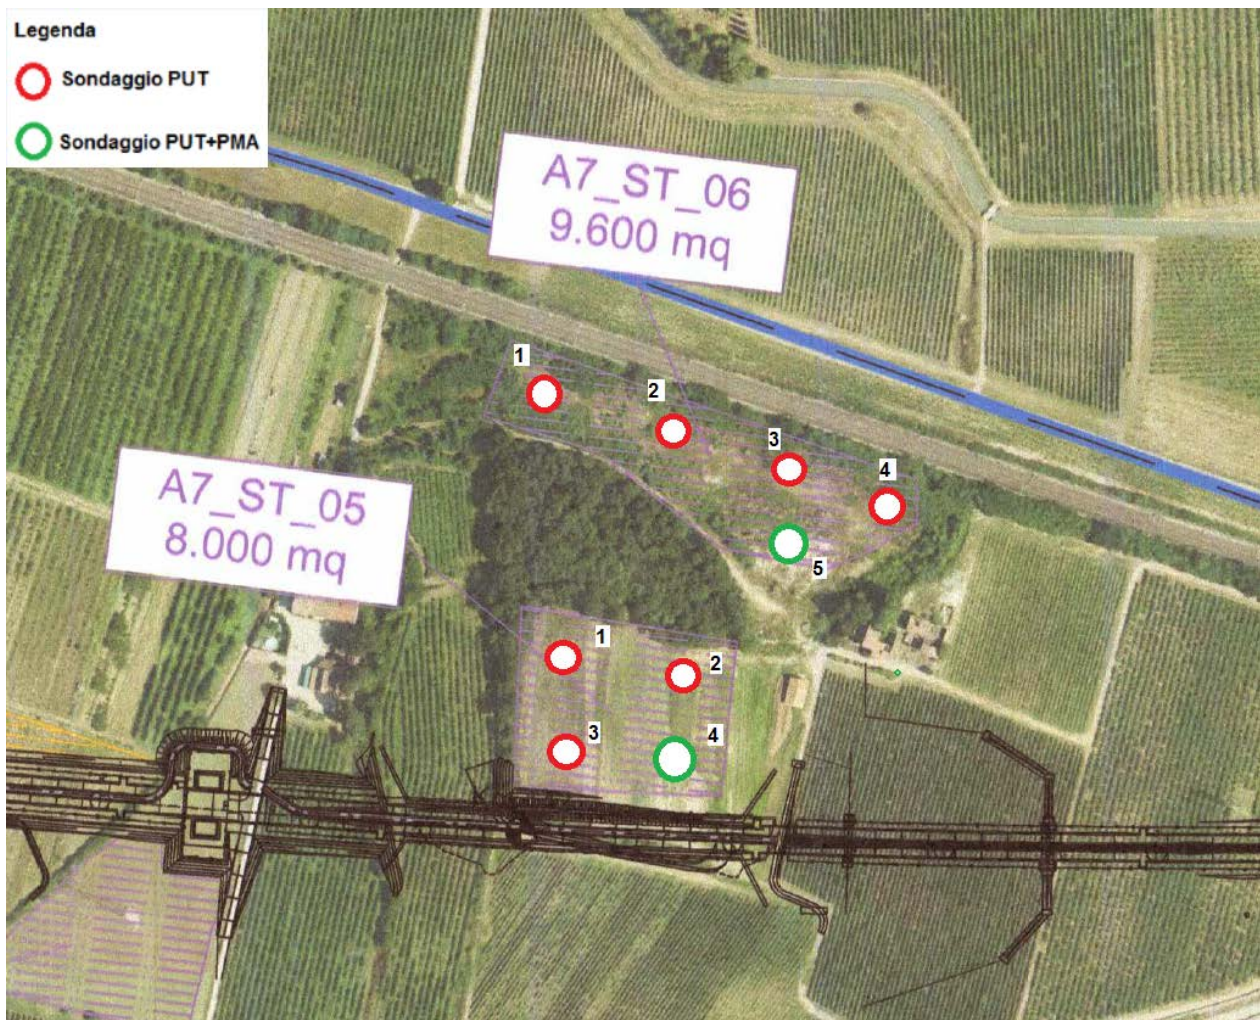 Legenda
Sondaggio PUT
Sondaggio PUT+PMA
A7_ST_06
9.600 mq
1
2
3
4
5
A7_ST_05
8.000 mq
1
2
3
4